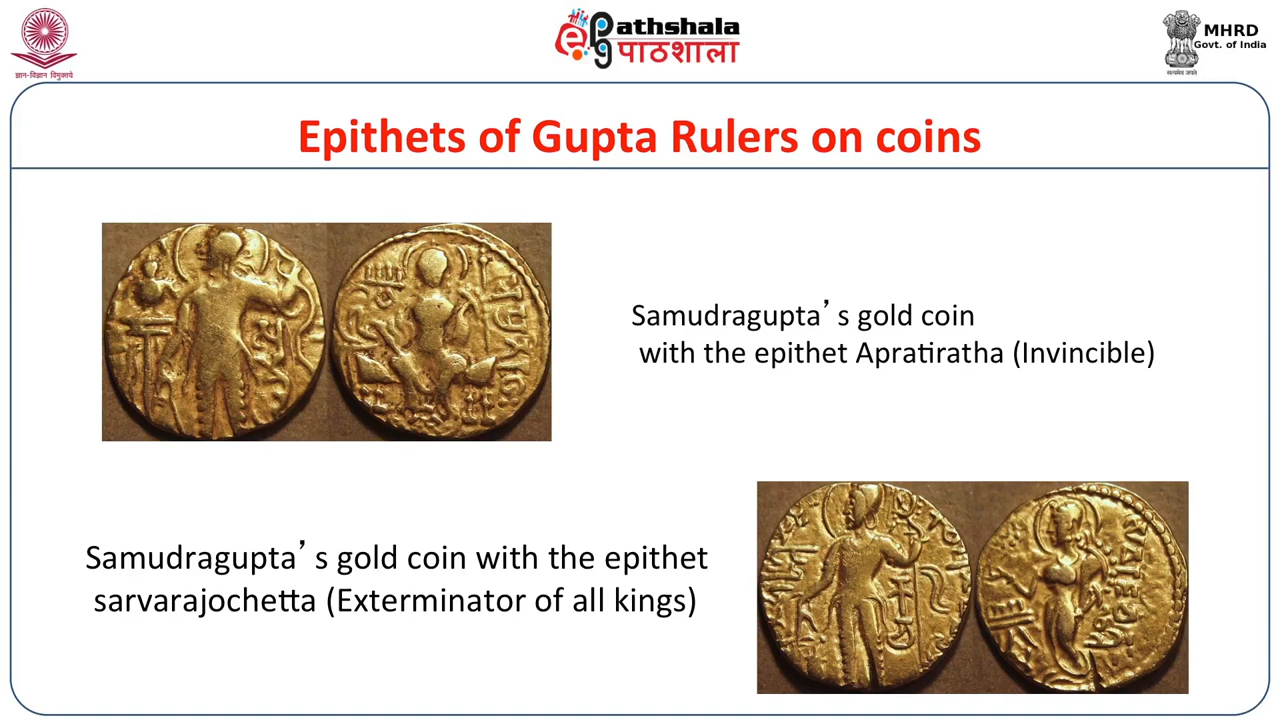 ज्ञान-विज्ञान विमुक्तये
ePathshala
पाठशाला
सत्यमेव जयते
MHRD
Govt. of India
Epithets of Gupta Rulers on coins
Samudragupta’s gold coin
with the epithet Apratiratha (Invincible)
Samudragupta’s gold coin with the epithet
sarvarajochetta (Exterminator of all kings)